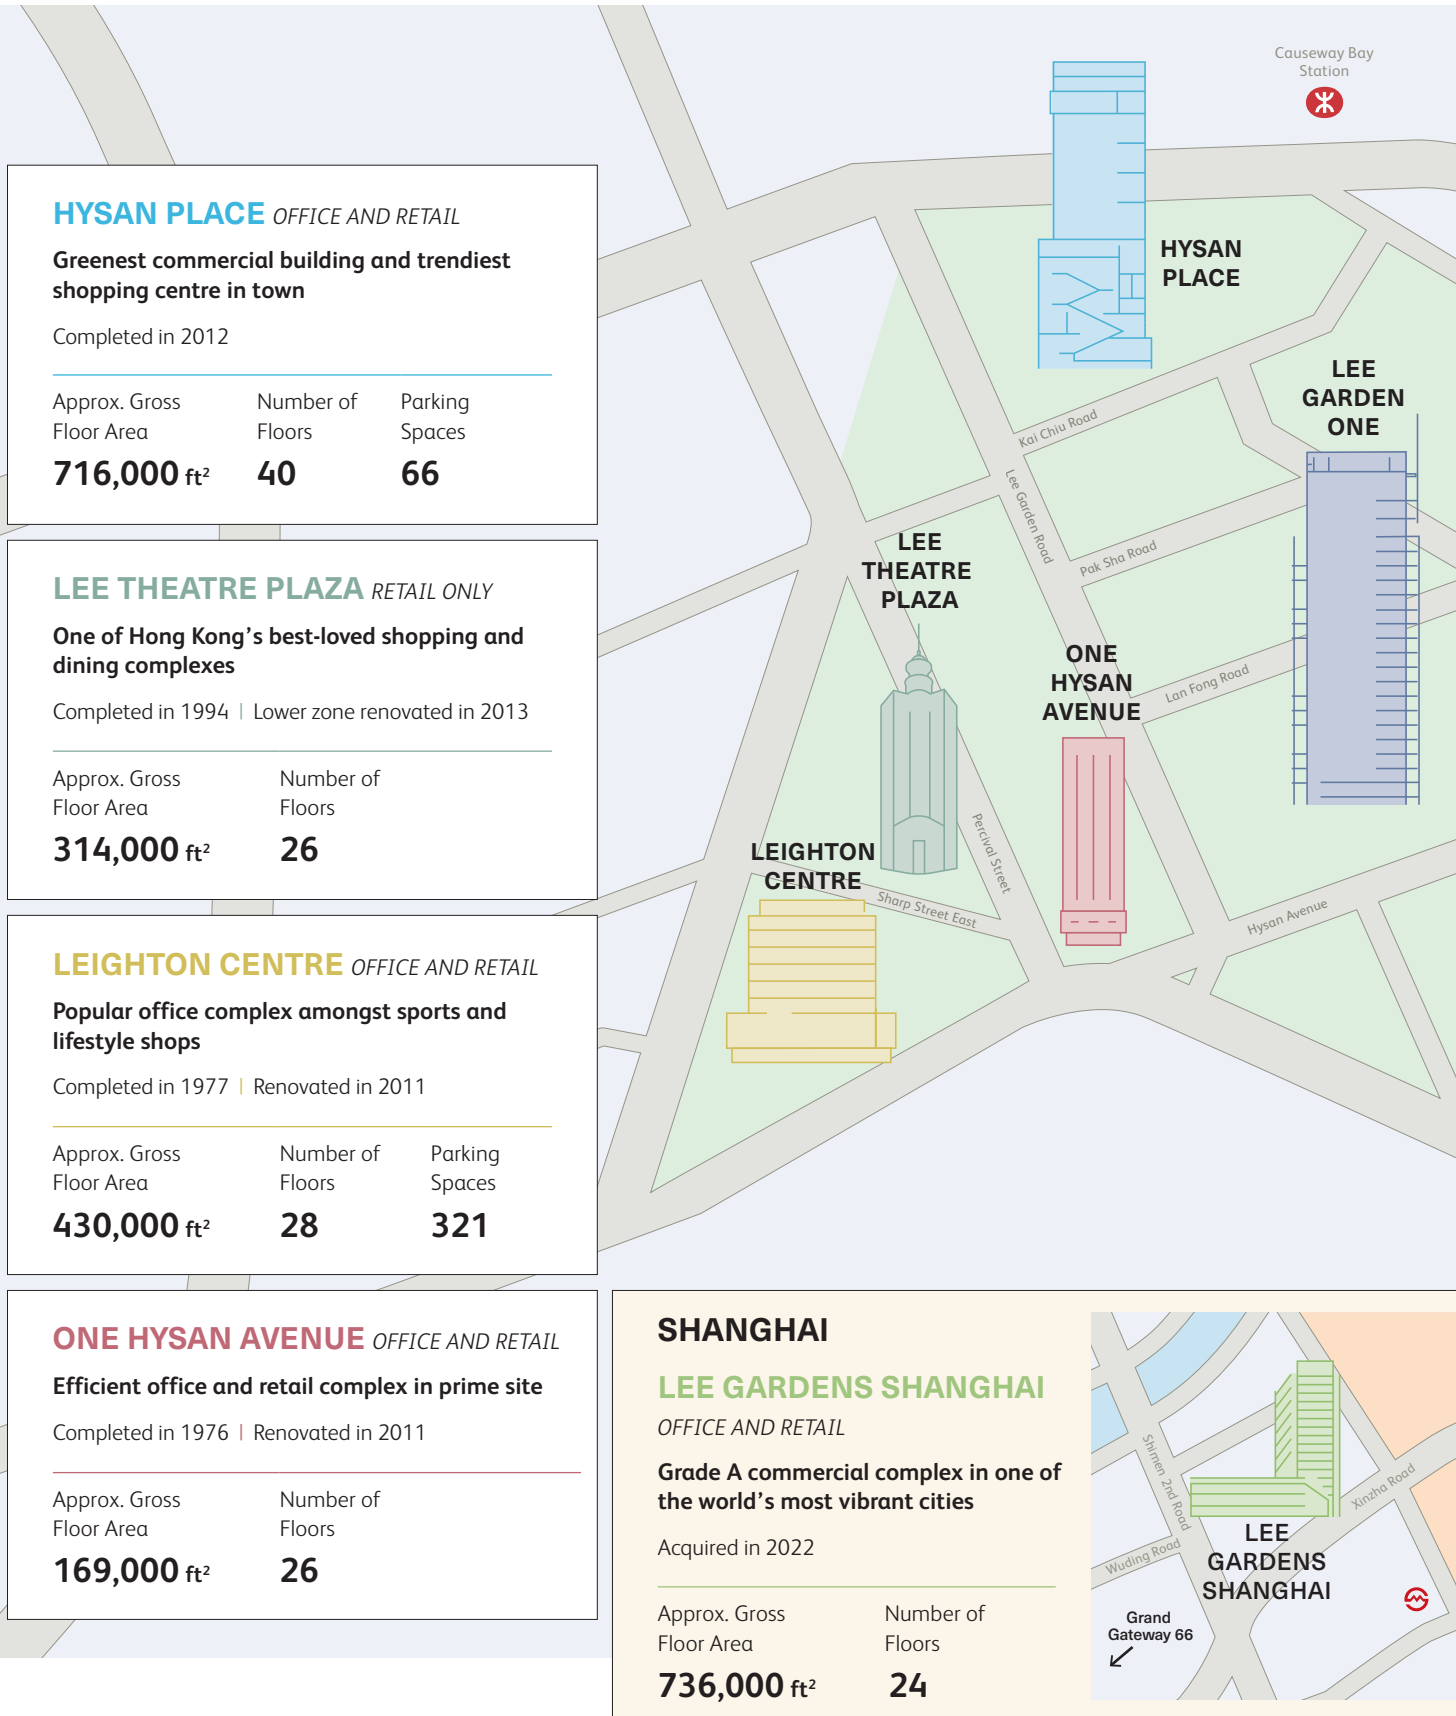 HYSAN PLACE OFFICE AND RETAIL
Greenest commercial building and trendiest
shopping centre in town
Completed in 2012
Approx. Gross
Floor Area
716,000 ft²
Number of
Floors
40
Parking
Spaces
66
LEE THEATRE PLAZA RETAIL ONLY
One of Hong Kong’s best-loved shopping and
dining complexes
Completed in 1994 | Lower zone renovated in 2013
Approx. Gross
Floor Area
314,000 ft²
Number of
Floors
26
LEIGHTON CENTRE OFFICE AND RETAIL
Popular office complex amongst sports and
lifestyle shops
Completed in 1977 | Renovated in 2011
Approx. Gross
Floor Area
430,000 ft²
Number of
Floors
28
Parking
Spaces
321
ONE HYSAN AVENUE OFFICE AND RETAIL
Efficient office and retail complex in prime site
Completed in 1976 | Renovated in 2011
Approx. Gross
Floor Area
169,000 ft²
Number of
Floors
26
Causeway Bay
Station
HYSAN
PLACE
LEE
GARDEN
ONE
Kai Chiu Road
Lee Garden Road
Pak Sha Road
LEE
THEATRE
PLAZA
ONE
HYSAN
AVENUE
Lan Fong Road
Percival Street
LEIGHTON
CENTRE
Sharp Street East
Hysan Avenue
SHANGHAI
LEE GARDENS SHANGHAI
OFFICE AND RETAIL
Grade A commercial complex in one of
the world’s most vibrant cities
Acquired in 2022
Approx. Gross
Floor Area
736,000 ft²
Number of
Floors
24
Shimen 2nd Road
Xinzha Road
Wuding Road
LEE
GARDENS
SHANGHAI
Grand
Gateway 66